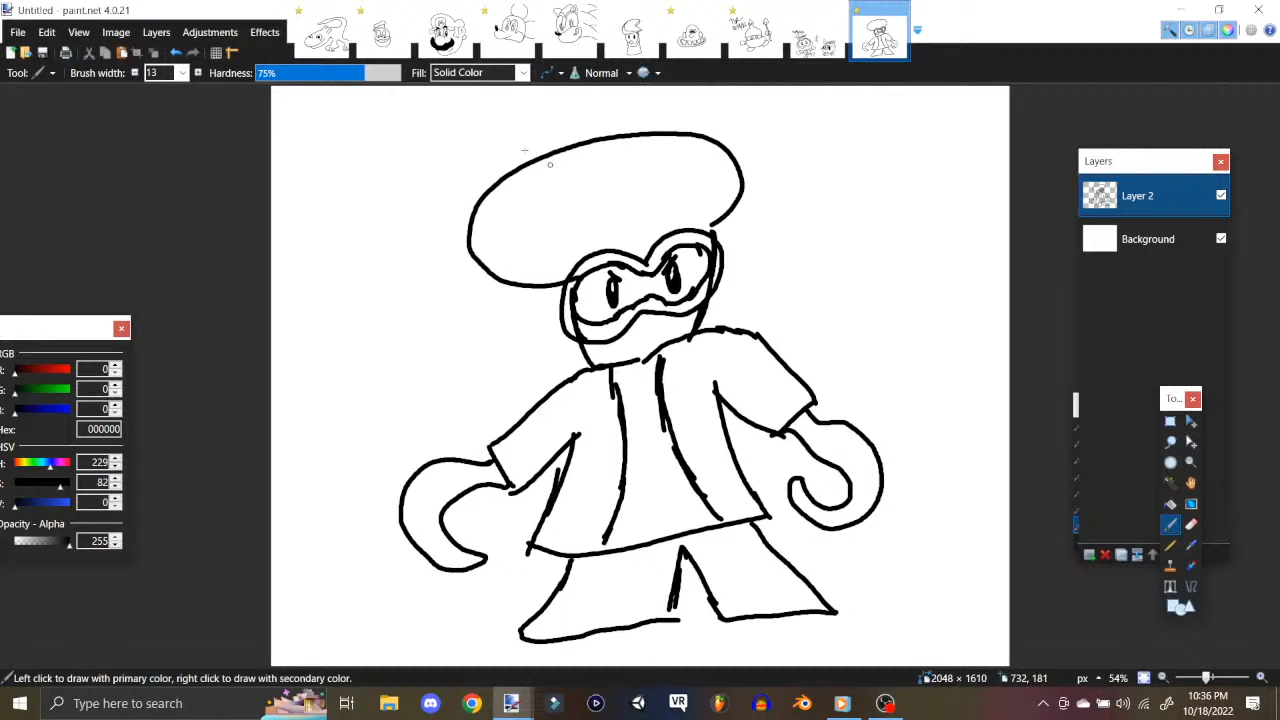 Untitled - paint.net 4.0.21
File Edit View Image Layers Adjustments Effects
Tool: Brush width: 13 Hardness: 75% Fill: Solid Color Normal
Layers
Layer 2
Background
RGB
R: 0
G: 0
B: 0
Hex: 000000
HSV
H: 229
S: 82
V: 0
Opacity - Alpha
255
To...
Left click to draw with primary color, right click to draw with secondary color.
2048 × 1610 732, 181 px 54%
Type here to search
VR
10:36 PM
10/18/2022